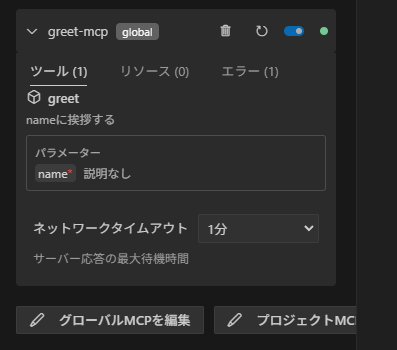 greet-mcp global
ツール (1) リソース (0) エラー (1)
greet
nameに挨拶する
パラメーター
name* 説明なし
ネットワークタイムアウト 1分
サーバー応答の最大待機時間
グローバルMCPを編集 プロジェクトMC